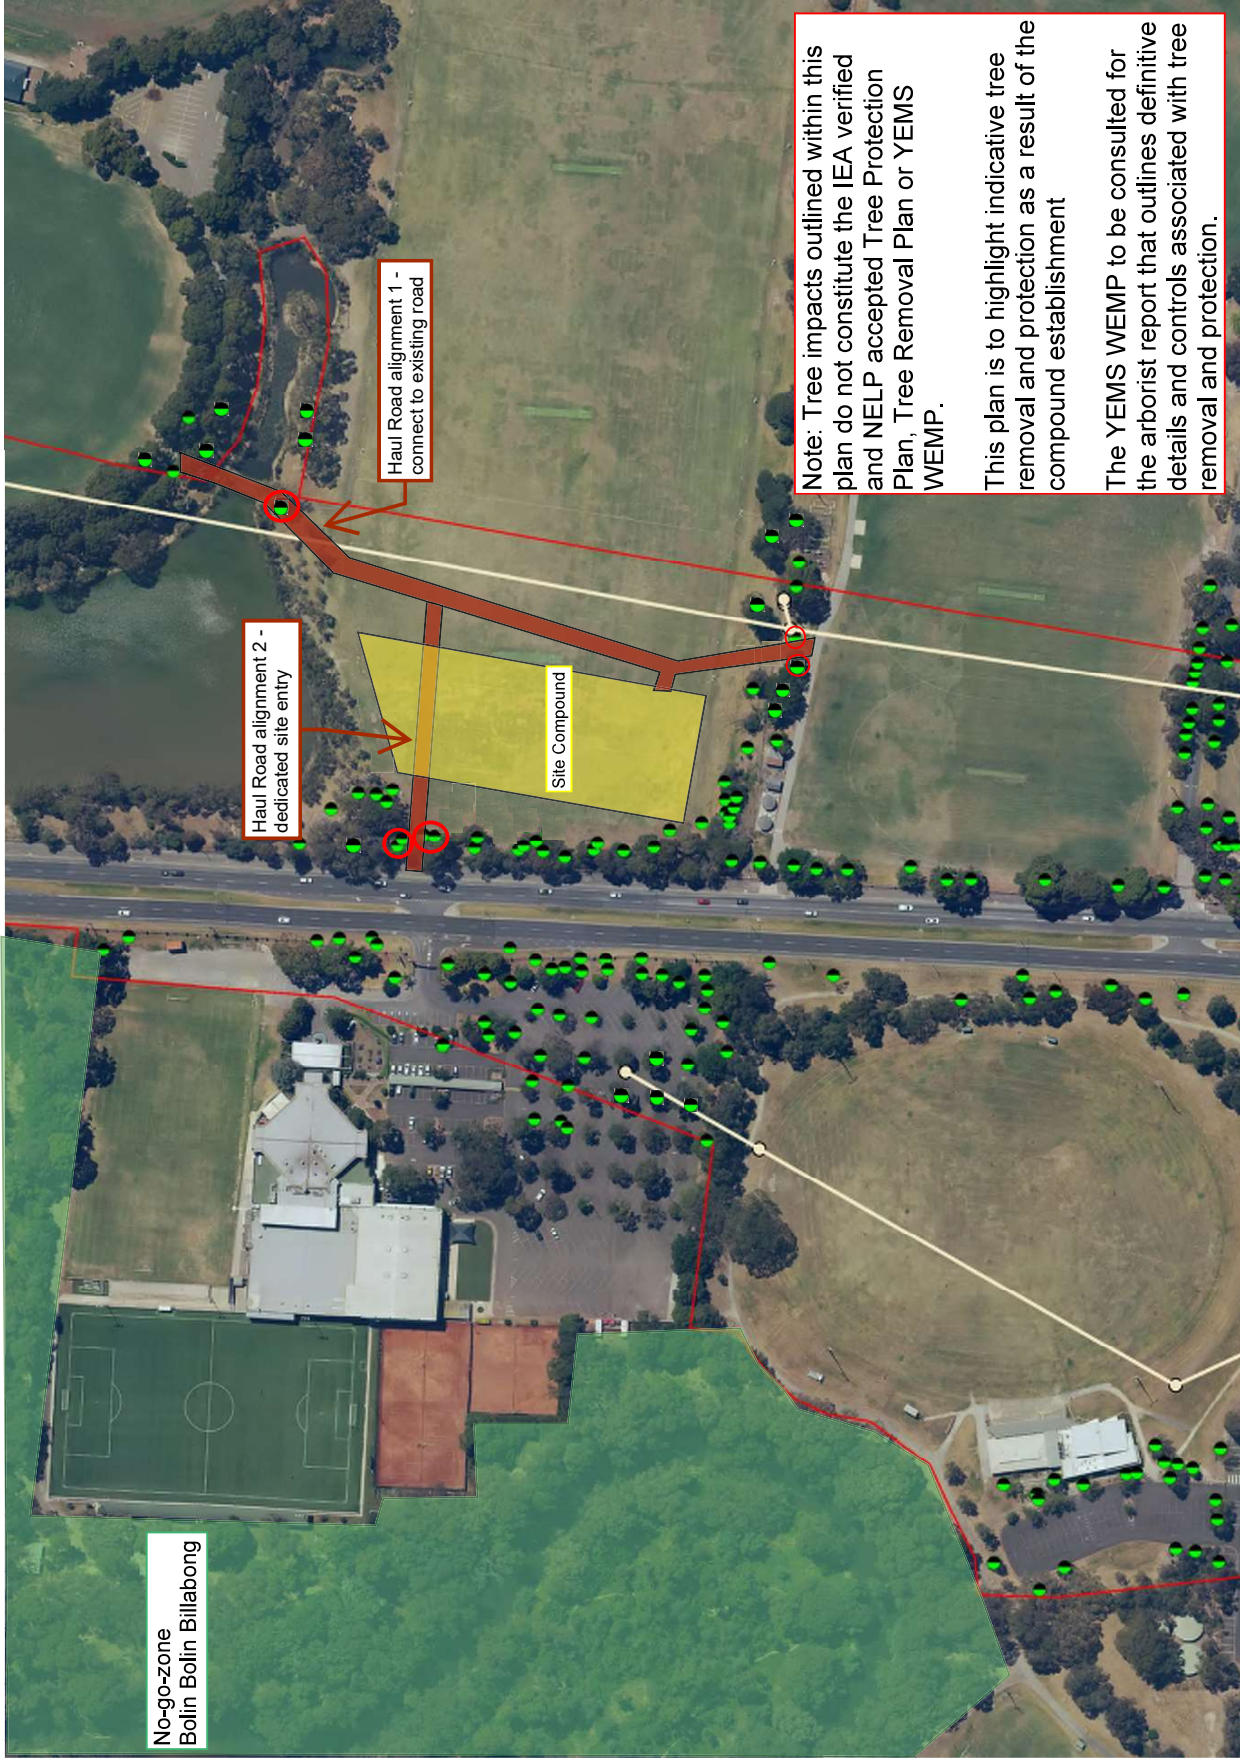 No-go-zone
Bolin Bolin Billabong
Haul Road alignment 2 -
dedicated site entry
Haul Road alignment 1 -
connect to existing road
Site Compound
Note: Tree impacts outlined within this
plan do not constitute the IEA verified
and NELP accepted Tree Protection
Plan, Tree Removal Plan or YEMS
WEMP.
This plan is to highlight indicative tree
removal and protection as a result of the
compound establishment
The YEMS WEMP to be consulted for
the arborist report that outlines definitive
details and controls associated with tree
removal and protection.